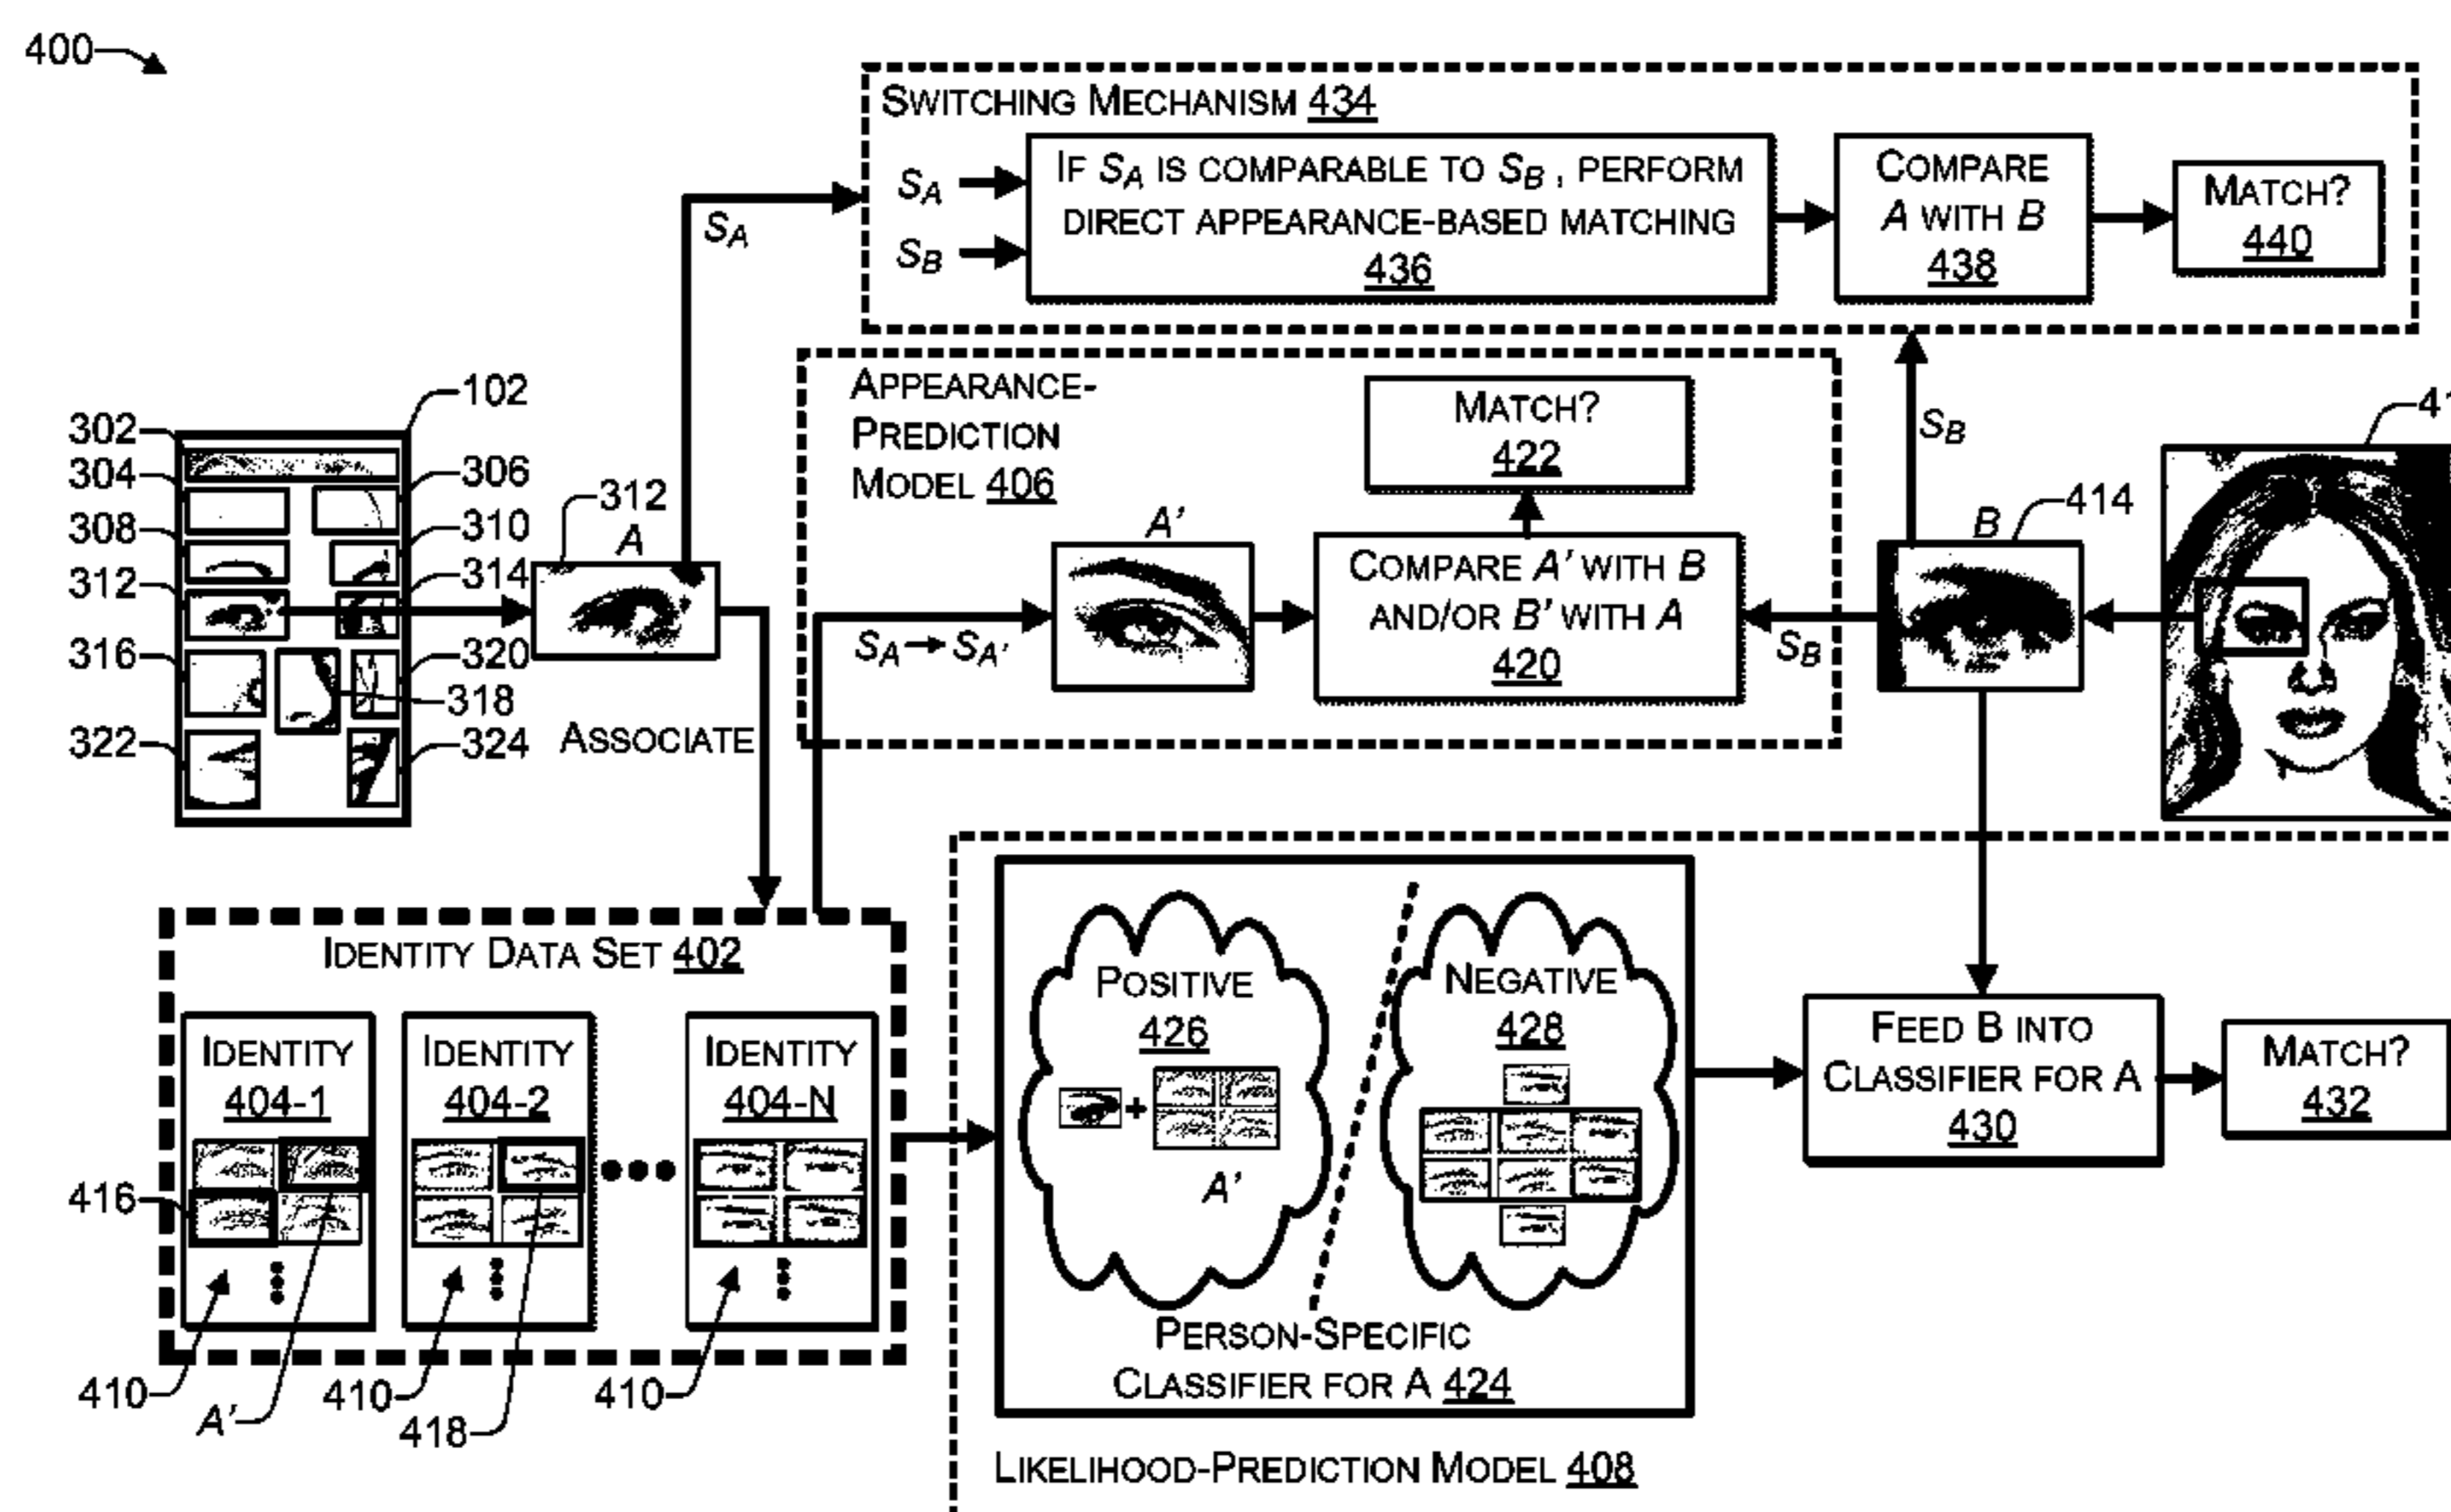 400
SWITCHING MECHANISM 434
SA
SB
IF SA IS COMPARABLE TO SB, PERFORM
DIRECT APPEARANCE-BASED MATCHING
436
COMPARE
A WITH B
438
MATCH?
440
SA
SB
102
302
304
306
308
310
312
314
316
318
320
322
324
312
A
ASSOCIATE
APPEARANCE-
PREDICTION
MODEL 406
MATCH?
422
SA → SA'
A'
COMPARE A' WITH B
AND/OR B' WITH A
420
SB
B
414
IDENTITY DATA SET 402
IDENTITY
404-1
IDENTITY
404-2
IDENTITY
404-N
416
410
A'
410
418
410
POSITIVE
426
A'
NEGATIVE
428
PERSON-SPECIFIC
CLASSIFIER FOR A 424
FEED B INTO
CLASSIFIER FOR A
430
MATCH?
432
LIKELIHOOD-PREDICTION MODEL 408